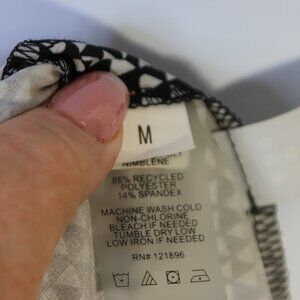 M
NIMBLENE
86% RECYCLED
POLYESTER
14% SPANDEX
MACHINE WASH COLD
NON-CHLORINE
BLEACH IF NEEDED
TUMBLE DRY LOW
LOW IRON IF NEEDED
RN# 121896